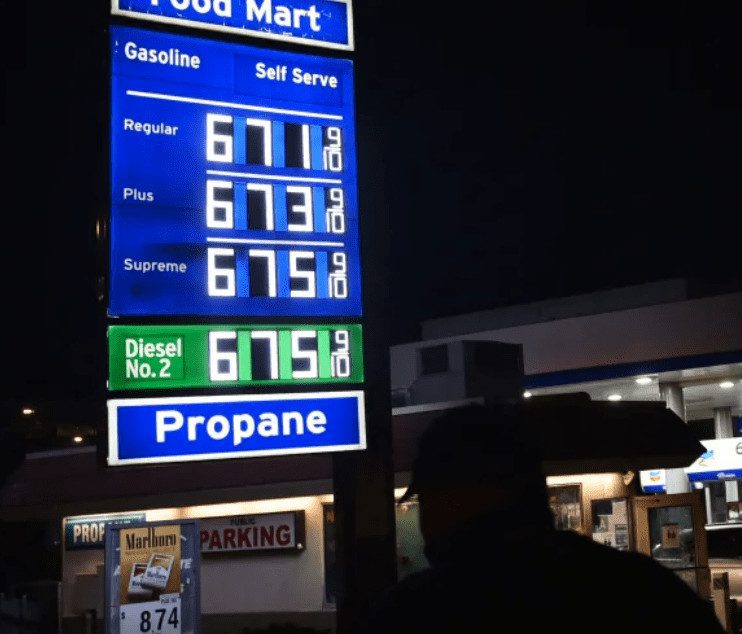 Food Mart
Gasoline
Self Serve
Regular 671 9/10
Plus 673 9/10
Supreme 675 9/10
Diesel
No.2 675 9/10
Propane
PUBLIC
PARKING
Marlboro
$ 874